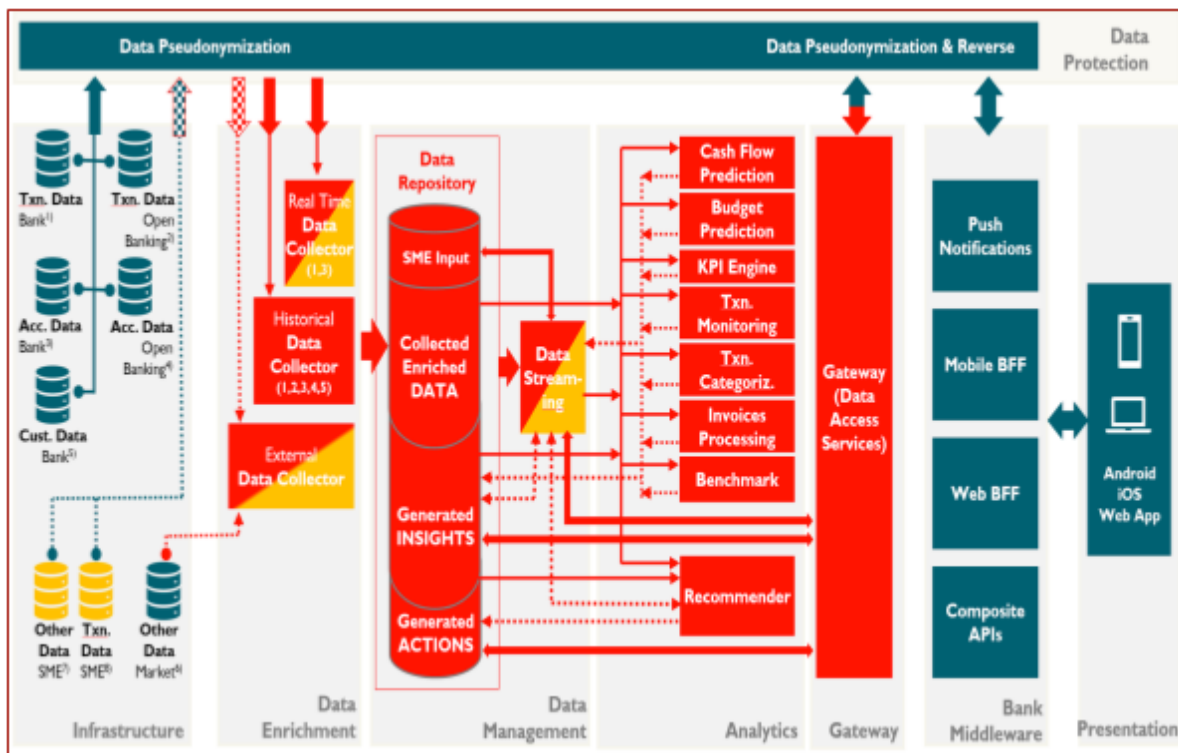 Data Pseudonymization
Data Pseudonymization & Reverse
Data
Protection
Txn. Data
Bank1)
Txn. Data
Open
Banking2)
Acc. Data
Bank3)
Acc. Data
Open
Banking4)
Cust. Data
Bank5)
Other
Data
SME7)
Txn.
Data
SME8)
Other
Data
Market6)
Infrastructure
Real Time
Data
Collector
(1,3)
Historical
Data
Collector
(1,2,3,4,5)
External
Data Collector
Data
Enrichment
Data
Repository
SME Input
Collected
Enriched
DATA
Generated
INSIGHTS
Generated
ACTIONS
Data
Stream-
ing
Data
Management
Cash Flow
Prediction
Budget
Prediction
KPI Engine
Txn.
Monitoring
Txn.
Categoriz.
Invoices
Processing
Benchmark
Recommender
Analytics
Gateway
(Data
Access
Services)
Gateway
Push
Notifications
Mobile BFF
Web BFF
Composite
APIs
Bank
Middleware
Android
iOS
Web App
Presentation